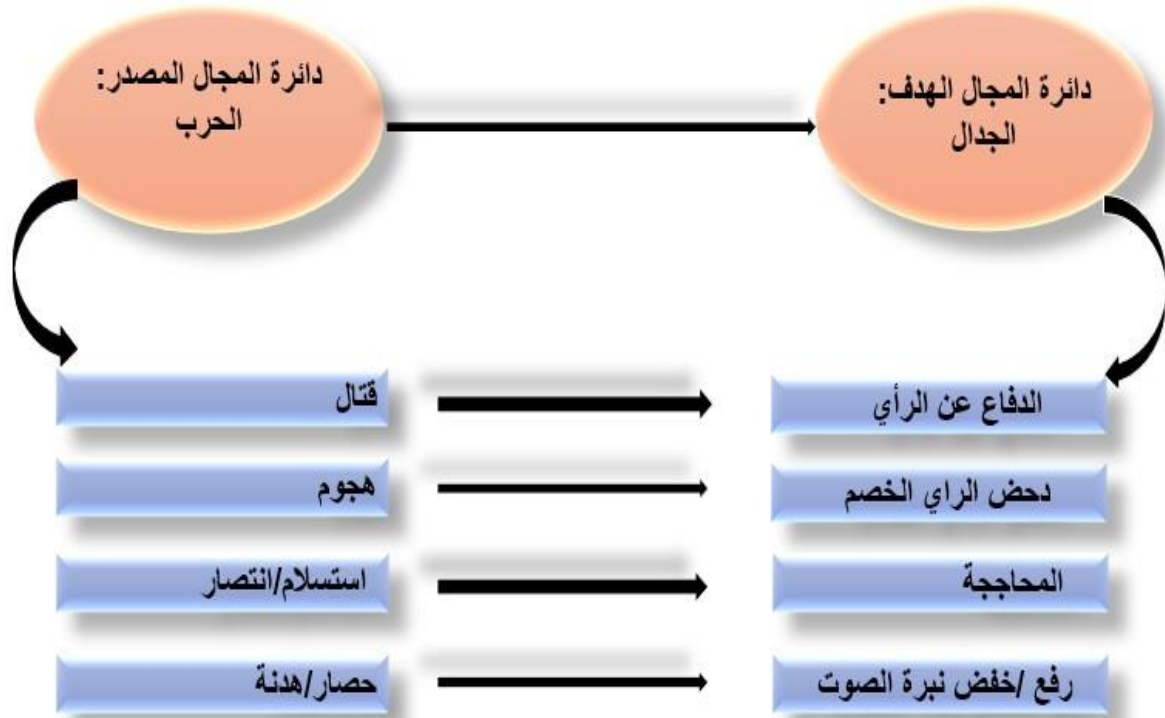 دائرة المجال المصدر:
الحرب
دائرة المجال الهدف:
الجدال
قتال
الدفاع عن الرأي
هجوم
دحض الراي الخصم
استسلام/انتصار
المحاججة
حصار/هدنة
رفع /خفض نبرة الصوت